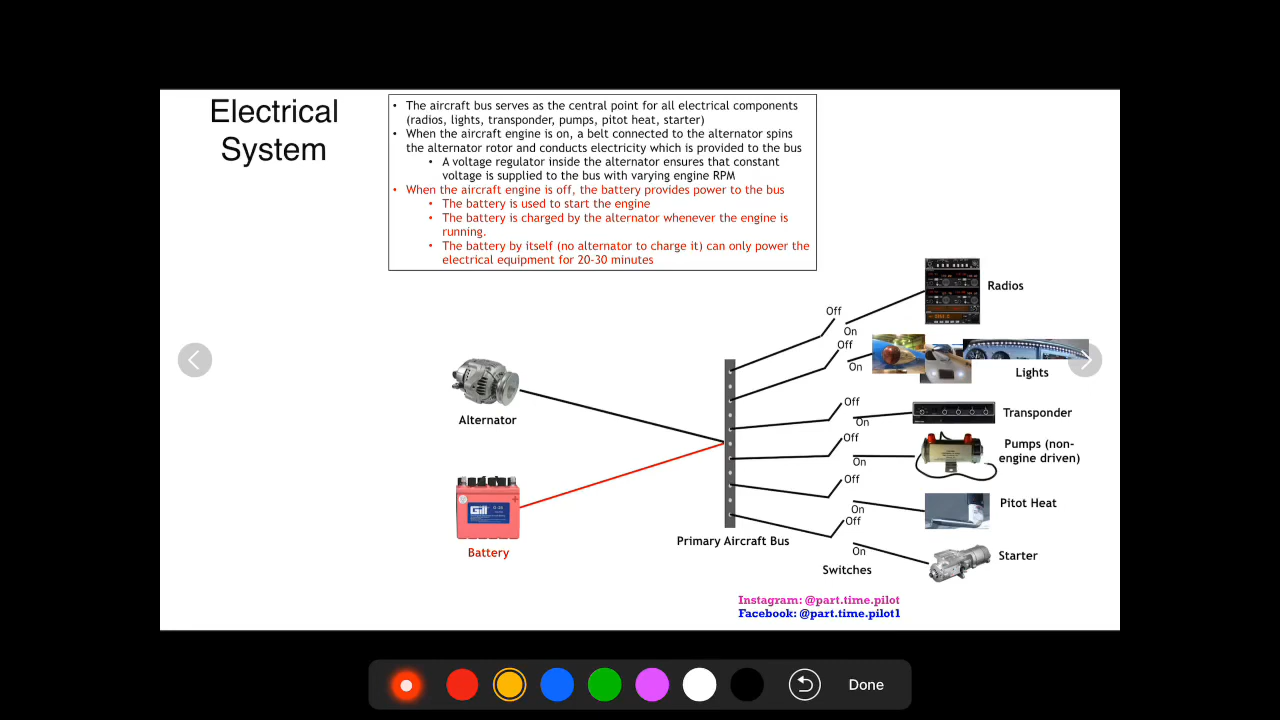 Electrical
System
• The aircraft bus serves as the central point for all electrical components
(radios, lights, transponder, pumps, pitot heat, starter)
• When the aircraft engine is on, a belt connected to the alternator spins
the alternator rotor and conducts electricity which is provided to the bus
• A voltage regulator inside the alternator ensures that constant
voltage is supplied to the bus with varying engine RPM
• When the aircraft engine is off, the battery provides power to the bus
• The battery is used to start the engine
• The battery is charged by the alternator whenever the engine is
running.
• The battery by itself (no alternator to charge it) can only power the
electrical equipment for 20-30 minutes
Radios
Off
On
Off
On
Lights
Alternator
Off
On
Transponder
Off
On
Pumps (non-
engine driven)
Gill
Battery
Off
On
Pitot Heat
Off
On
Starter
Primary Aircraft Bus
Switches
Instagram: @part.time.pilot
Facebook: @part.time.pilot1
Done